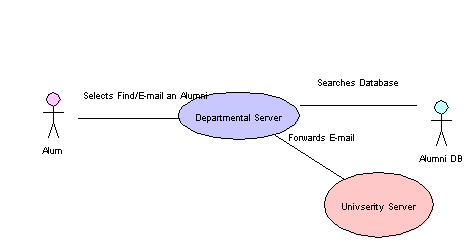 Searches Database
Selects Find/E-mail an Alumni
Departmental Server
Forwards E-mail
Alum
Alumni DB
Univserity Server